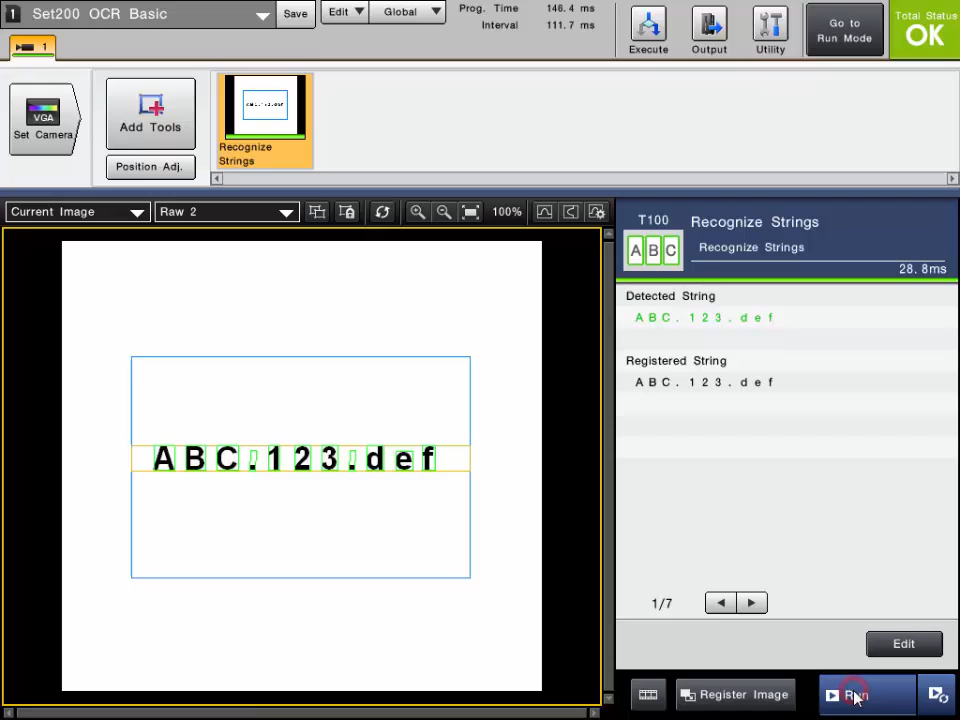 1 Set200 OCR Basic Save Edit Global Prog. Time 146.4 ms
Interval 111.7 ms
Execute Output Utility Go to Run Mode Total Status OK
1
VGA
Set Camera
Add Tools
Position Adj.
Recognize Strings
Current Image Raw 2 100%
T100 Recognize Strings
ABC Recognize Strings
28.8ms
Detected String
ABC.123.def
Registered String
ABC.123.def
ABC.123.def
1/7
Edit
Register Image Run